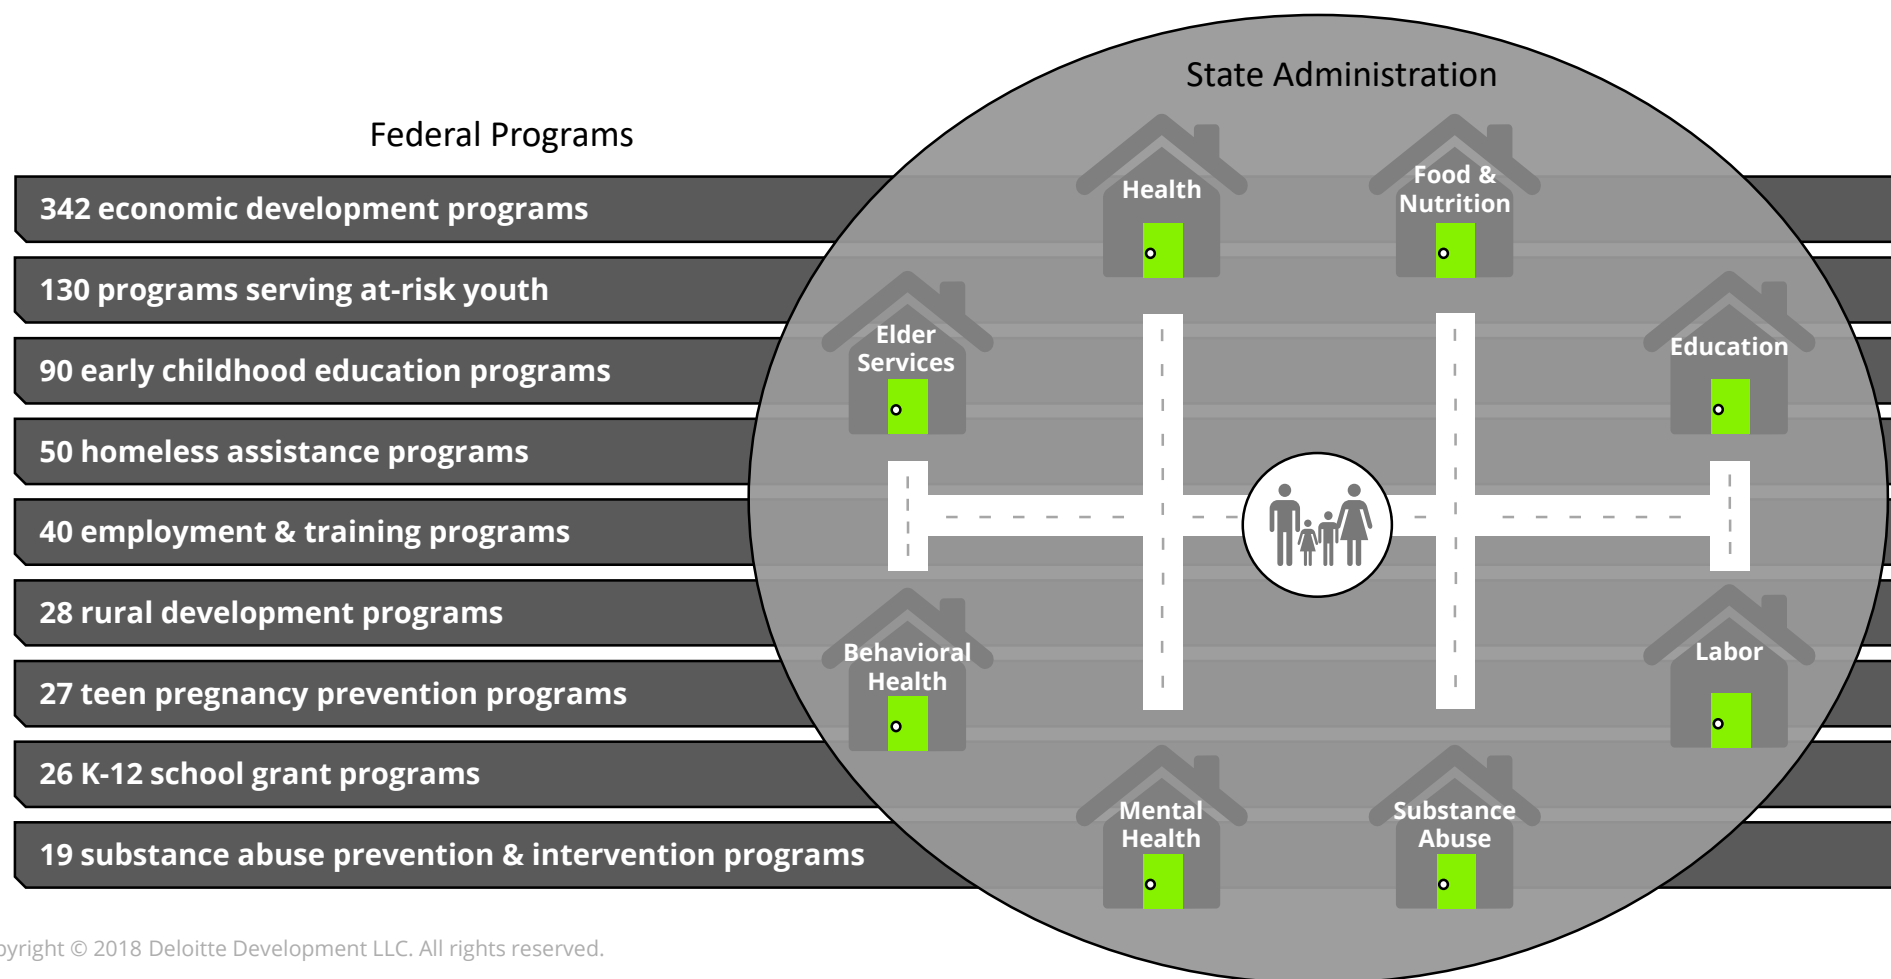 State Administration
Federal Programs
342 economic development programs
130 programs serving at-risk youth
90 early childhood education programs
50 homeless assistance programs
40 employment & training programs
28 rural development programs
27 teen pregnancy prevention programs
26 K-12 school grant programs
19 substance abuse prevention & intervention programs
Health
Food &
Nutrition
Elder
Services
Education
Behavioral
Health
Labor
Mental
Health
Substance
Abuse
pyright © 2018 Deloitte Development LLC. All rights reserved.